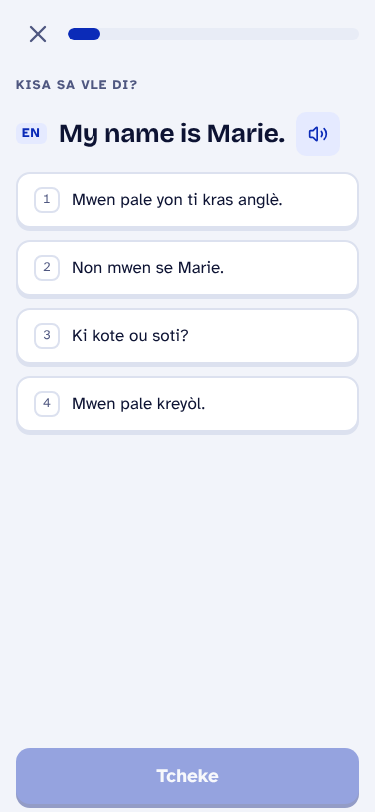 KISA SA VLE DI?
EN My name is Marie.
1 Mwen pale yon ti kras anglè.
2 Non mwen se Marie.
3 Ki kote ou soti?
4 Mwen pale kreyòl.
Tcheke